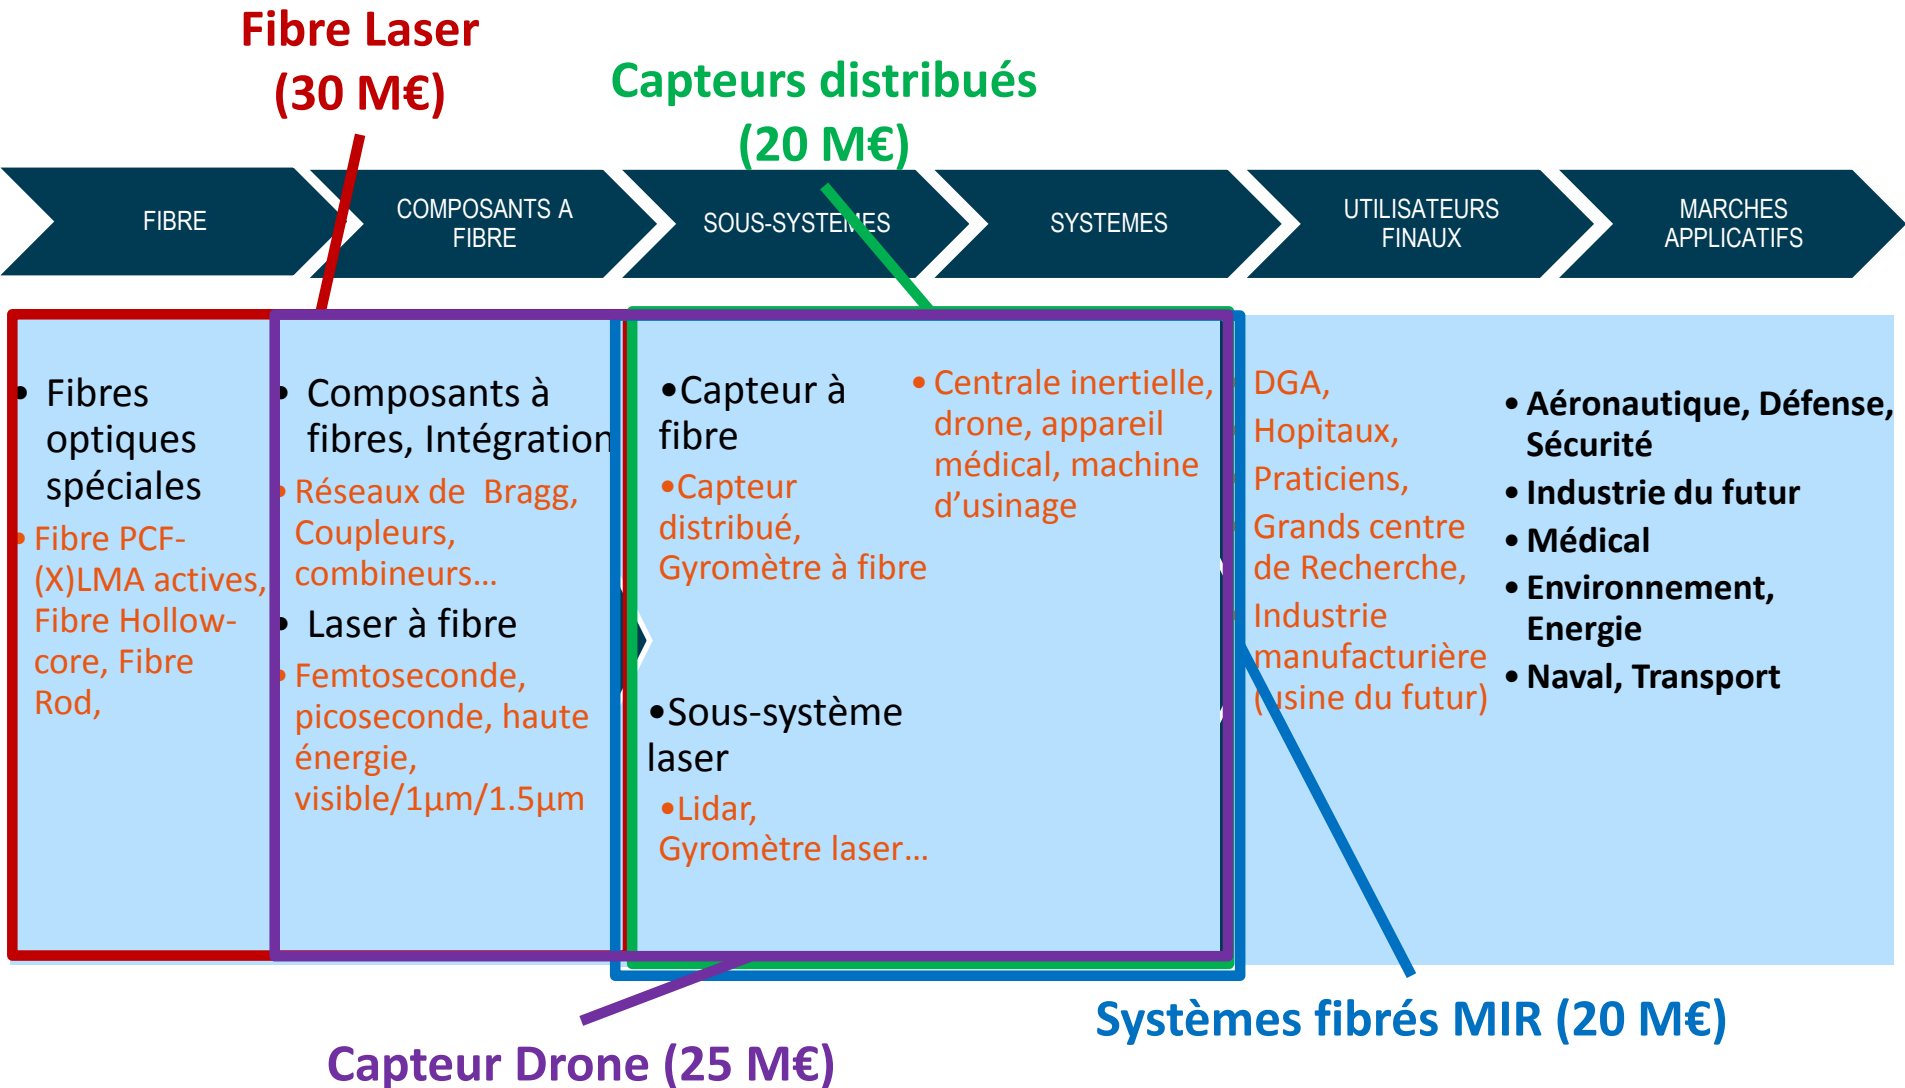 Fibre Laser
(30 M€)
Capteurs distribués
(20 M€)
FIBRE
COMPOSANTS A
FIBRE
SOUS-SYSTEMES
SYSTEMES
UTILISATEURS
FINAUX
MARCHES
APPLICATIFS
• Fibres
optiques
spéciales
• Fibre PCF-
(X)LMA actives,
Fibre Hollow-
core, Fibre
Rod,
• Composants à
fibres, Intégration
• Réseaux de  Bragg,
Coupleurs,
combineurs…
• Laser à fibre
• Femtoseconde,
picoseconde, haute
énergie,
visible/1µm/1.5µm
•Capteur à
fibre
•Capteur
distribué,
Gyromètre à fibre
•Sous-système
laser
•Lidar,
Gyromètre laser…
• Centrale inertielle,
drone, appareil
médical, machine
d’usinage
• DGA,
• Hopitaux,
• Praticiens,
• Grands centre
de Recherche,
• Industrie
manufacturière
(usine du futur)
• Aéronautique, Défense,
Sécurité
• Industrie du futur
• Médical
• Environnement,
Energie
• Naval, Transport
Systèmes fibrés MIR (20 M€)
Capteur Drone (25 M€)